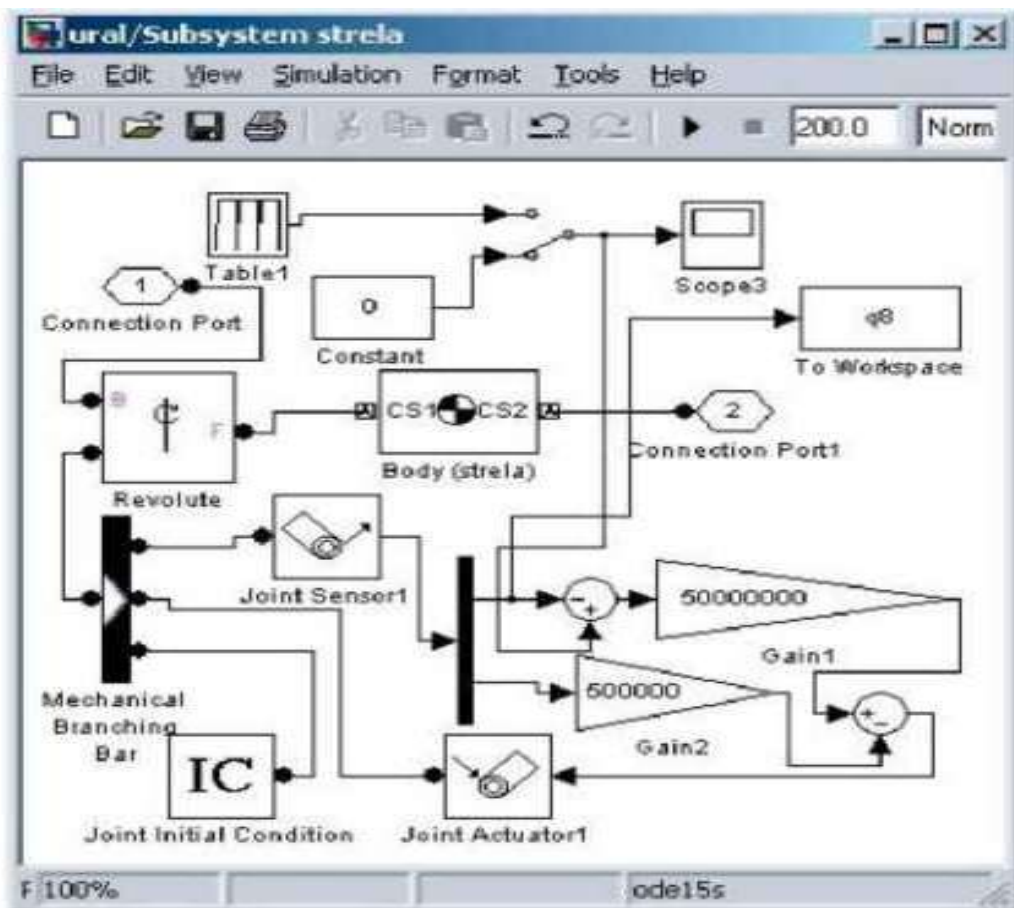 ural/Subsystem strela
File Edit View Simulation Format Tools Help
200.0 Norm
Table1
1
Connection Port
0
Constant
Scope3
q8
To Workspace
B
F
Revolute
CS1 CS2
Body (strela)
2
Connection Port1
Joint Sensor1
50000000
Gain1
500000
Gain2
Mechanical
Branching
Bar
IC
Joint Initial Condition
Joint Actuator1
F 100% ode15s